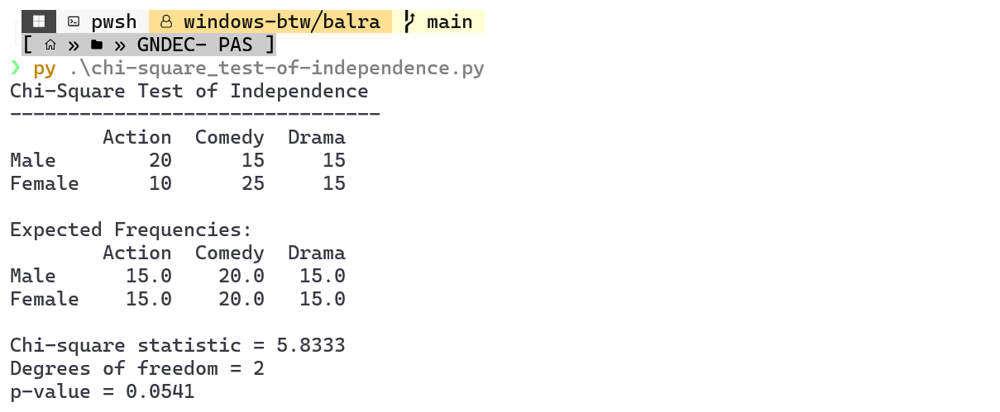 pwsh windows-btw/balra main
[ » » GNDEC- PAS ]
❯ py .\chi-square_test-of-independence.py
Chi-Square Test of Independence
--------------------------------
Action Comedy Drama
Male 20 15 15
Female 10 25 15
Expected Frequencies:
Action Comedy Drama
Male 15.0 20.0 15.0
Female 15.0 20.0 15.0
Chi-square statistic = 5.8333
Degrees of freedom = 2
p-value = 0.0541